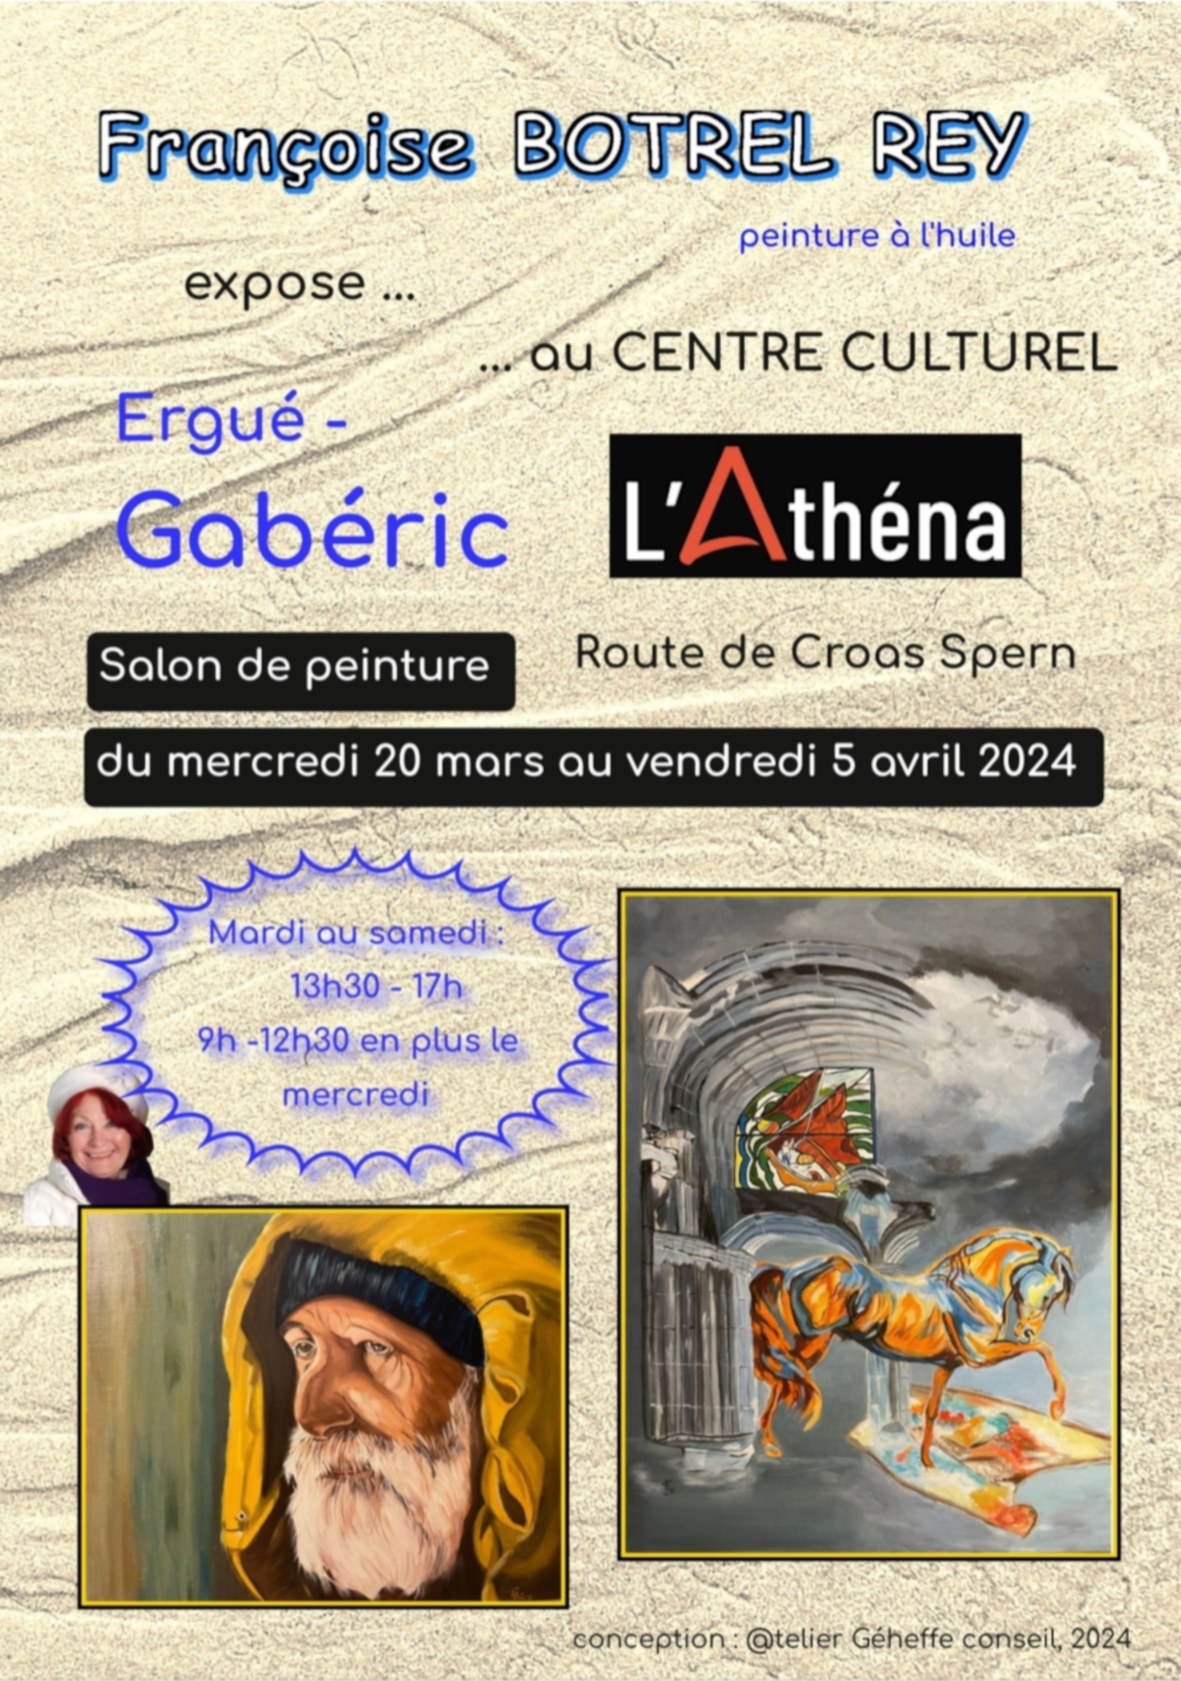 Françoise BOTREL REY
peinture à l'huile
expose ...
... au CENTRE CULTUREL
Ergué -
Gabéric
L'Athéna
Route de Croas Spern
Salon de peinture
du mercredi 20 mars au vendredi 5 avril 2024
Mardi au samedi :
13h30 - 17h
9h -12h30 en plus le
mercredi
conception : @telier Géheffe conseil, 2024